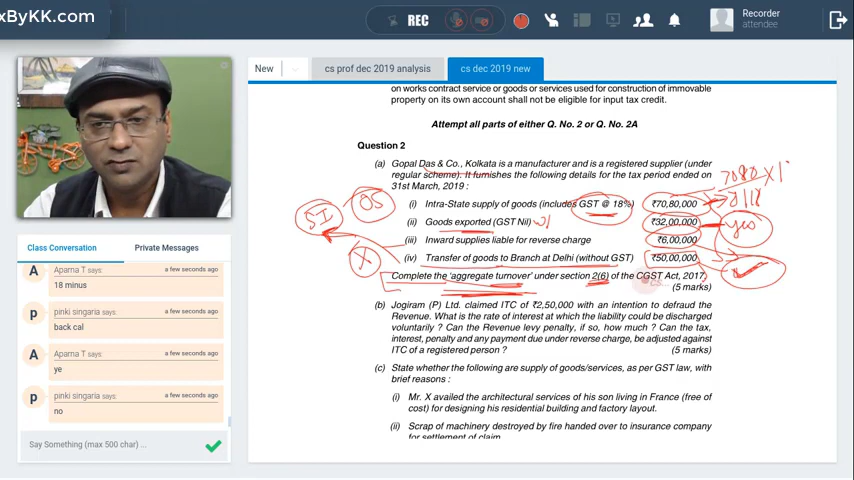 xByKK.com
REC
Recorder
attendee
New
cs prof dec 2019 analysis
cs dec 2019 new
on works contract service or goods or services used for construction of immovable
property on its own account shall not be eligible for input tax credit.
Attempt all parts of either Q. No. 2 or Q. No. 2A
Question 2
(a) Gopal Das & Co., Kolkata is a manufacturer and is a registered supplier (under
regular scheme). It furnishes the following details for the tax period ended on
31st March, 2019 :
(i) Intra-State supply of goods (includes GST @ 18%) ₹70,80,000
(ii) Goods exported (GST Nil) ₹32,00,000
(iii) Inward supplies liable for reverse charge ₹6,00,000
(iv) Transfer of goods to Branch at Delhi (without GST) ₹50,00,000
Complete the 'aggregate turnover' under section 2(6) of the CGST Act, 2017.
(5 marks)
(b) Jogiram (P) Ltd. claimed ITC of ₹2,50,000 with an intention to defraud the
Revenue. What is the rate of interest at which the liability could be discharged
voluntarily ? Can the Revenue levy penalty, if so, how much ? Can the tax,
interest, penalty and any payment due under reverse charge, be adjusted against
ITC of a registered person ? (5 marks)
(c) State whether the following are supply of goods/services, as per GST law, with
brief reasons :
(i) Mr. X availed the architectural services of his son living in France (free of
cost) for designing his residential building and factory layout.
(ii) Scrap of machinery destroyed by fire handed over to insurance company
for settlement of claim.
7080 X 1
118
yes
OS
SI
X
Class Conversation
Private Messages
A
Aparna T says: a few seconds ago
18 minus
p
pinki singaria says: a few seconds ago
back cal
A
Aparna T says: a few seconds ago
ye
p
pinki singaria says: a few seconds ago
no
Say Something (max 500 char) ...